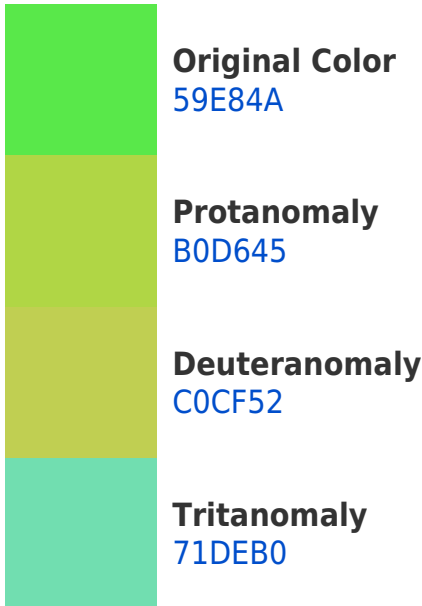 Original Color
59E84A
Protanomaly
B0D645
Deuteranomaly
C0CF52
Tritanomaly
71DEB0